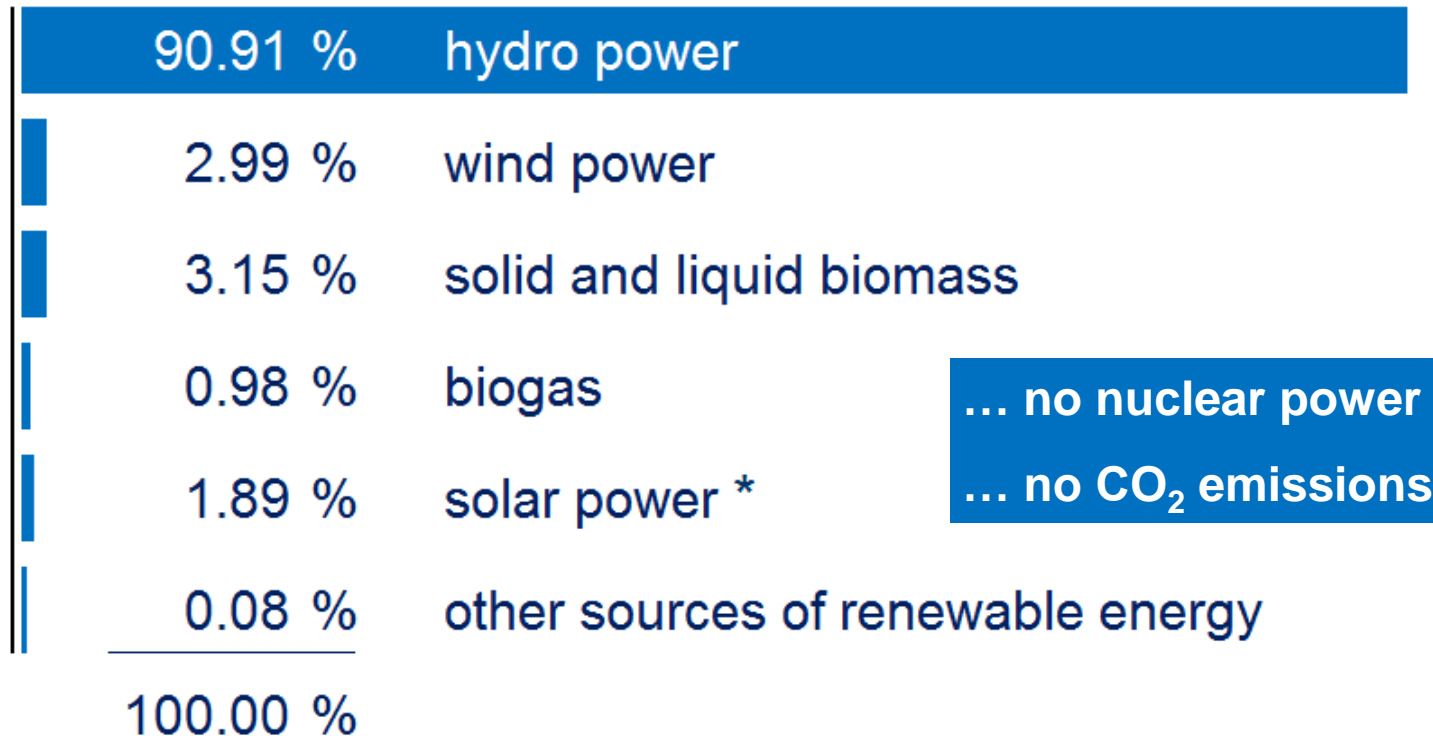 90.91 % hydro power
2.99 % wind power
3.15 % solid and liquid biomass
0.98 % biogas
… no nuclear power
1.89 % solar power *
… no CO₂ emissions
0.08 % other sources of renewable energy
100.00 %